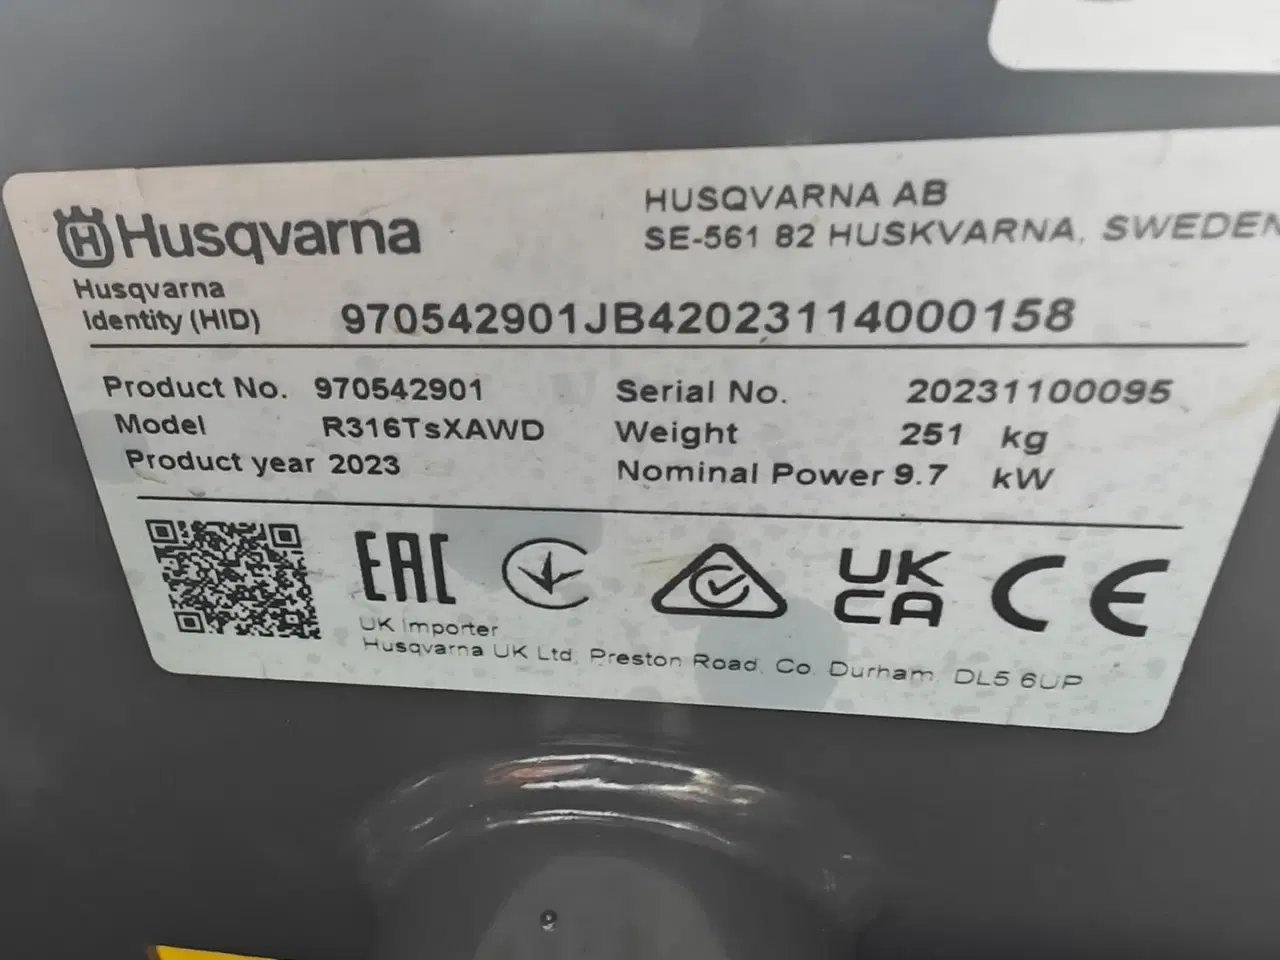 Husqvarna
HUSQVARNA AB
SE-561 82 HUSKVARNA, SWEDEN
Husqvarna
Identity (HID) 970542901JB42023114000158
Product No. 970542901 Serial No. 20231100095
Model R316TsXAWD Weight 251 kg
Product year 2023 Nominal Power 9.7 kW
EAC UK CA CE
UK Importer
Husqvarna UK Ltd, Preston Road, Co. Durham, DL5 6UP